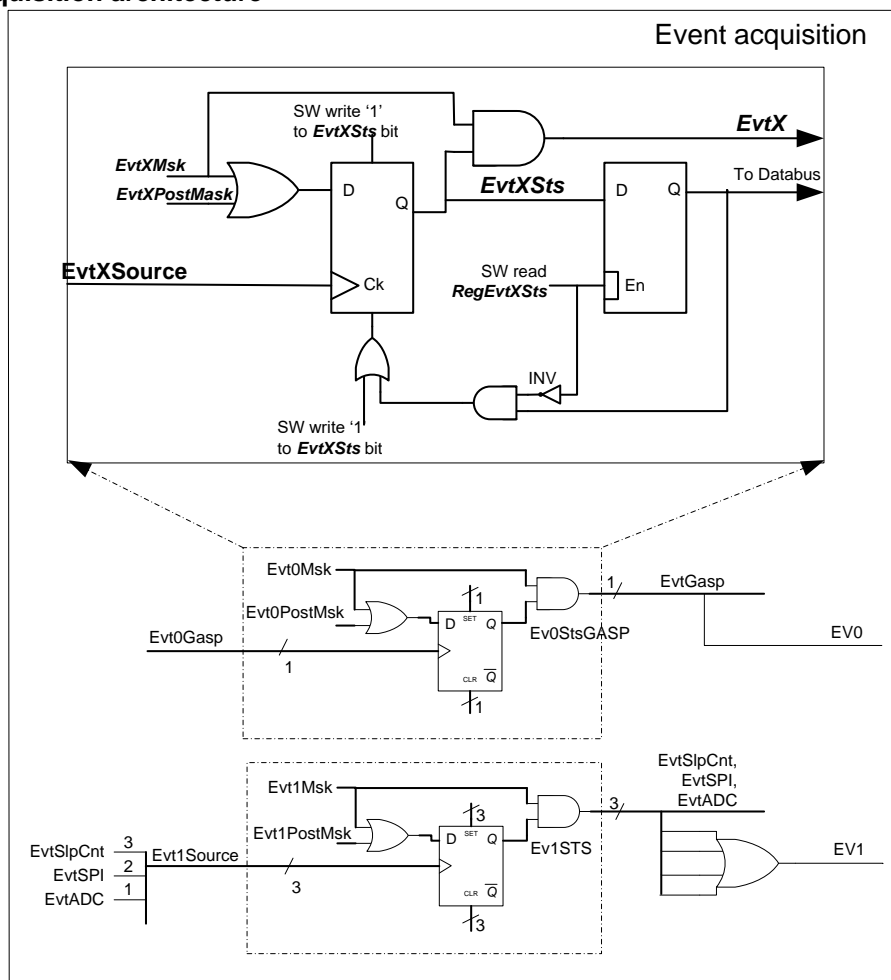 quisition architecture
Event acquisition
SW write ‘1’
to EvtXSts bit
EvtX
EvtXMsk
EvtXPostMask
D
Q
EvtXSts
D
Q
To Databus
EvtXSource
Ck
SW read
RegEvtXSts
En
INV
SW write ‘1
to EvtXSts bit
Evt0Msk
1
EvtGasp
Evt0PostMsk
1
D
SET
Q
Ev0StsGASP
EV0
Evt0Gasp
1
CLR
Q
1
EvtSlpCnt,
EvtSPI,
EvtADC
Evt1Msk
3
Evt1PostMsk
3
D
SET
Q
Ev1STS
EV1
EvtSlpCnt
3
Evt1Source
EvtSPI
2
3
EvtADC
1
CLR
Q
3